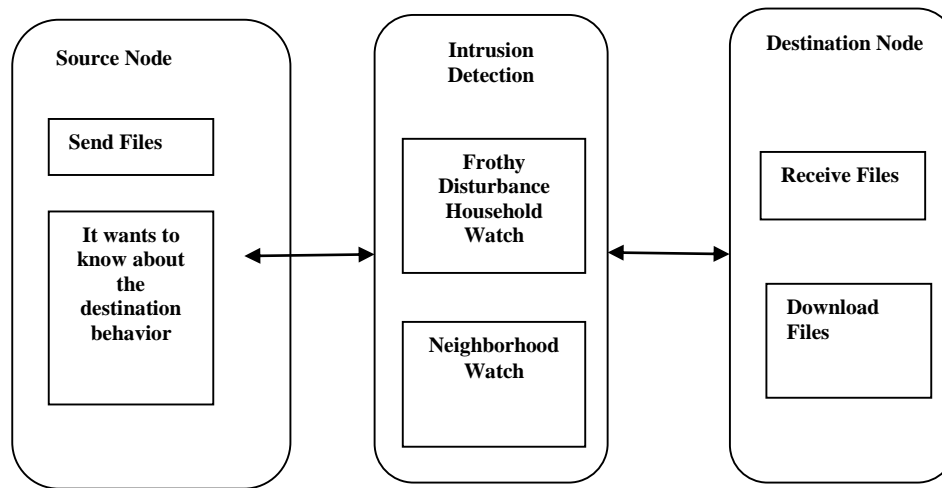 Source Node
Send Files
It wants to
know about
the
destination
behavior
Intrusion
Detection
Frothy
Disturbance
Household
Watch
Neighborhood
Watch
Destination Node
Receive Files
Download
Files